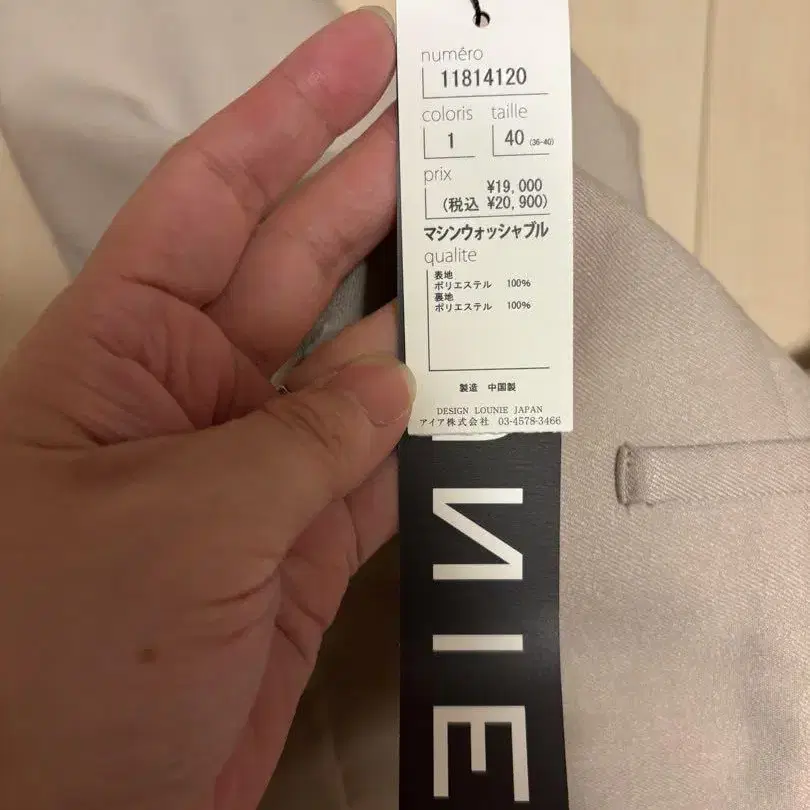 numéro
11814120
coloris taille
1 40 (36-40)
prix
¥19,000
(税込 ¥20,900)
マシンウォッシャブル
qualite
表地
ポリエステル 100%
裏地
ポリエステル 100%
製造 中国製
DESIGN LOUNIE JAPAN
アイア株式会社 03-4578-3466
NIE